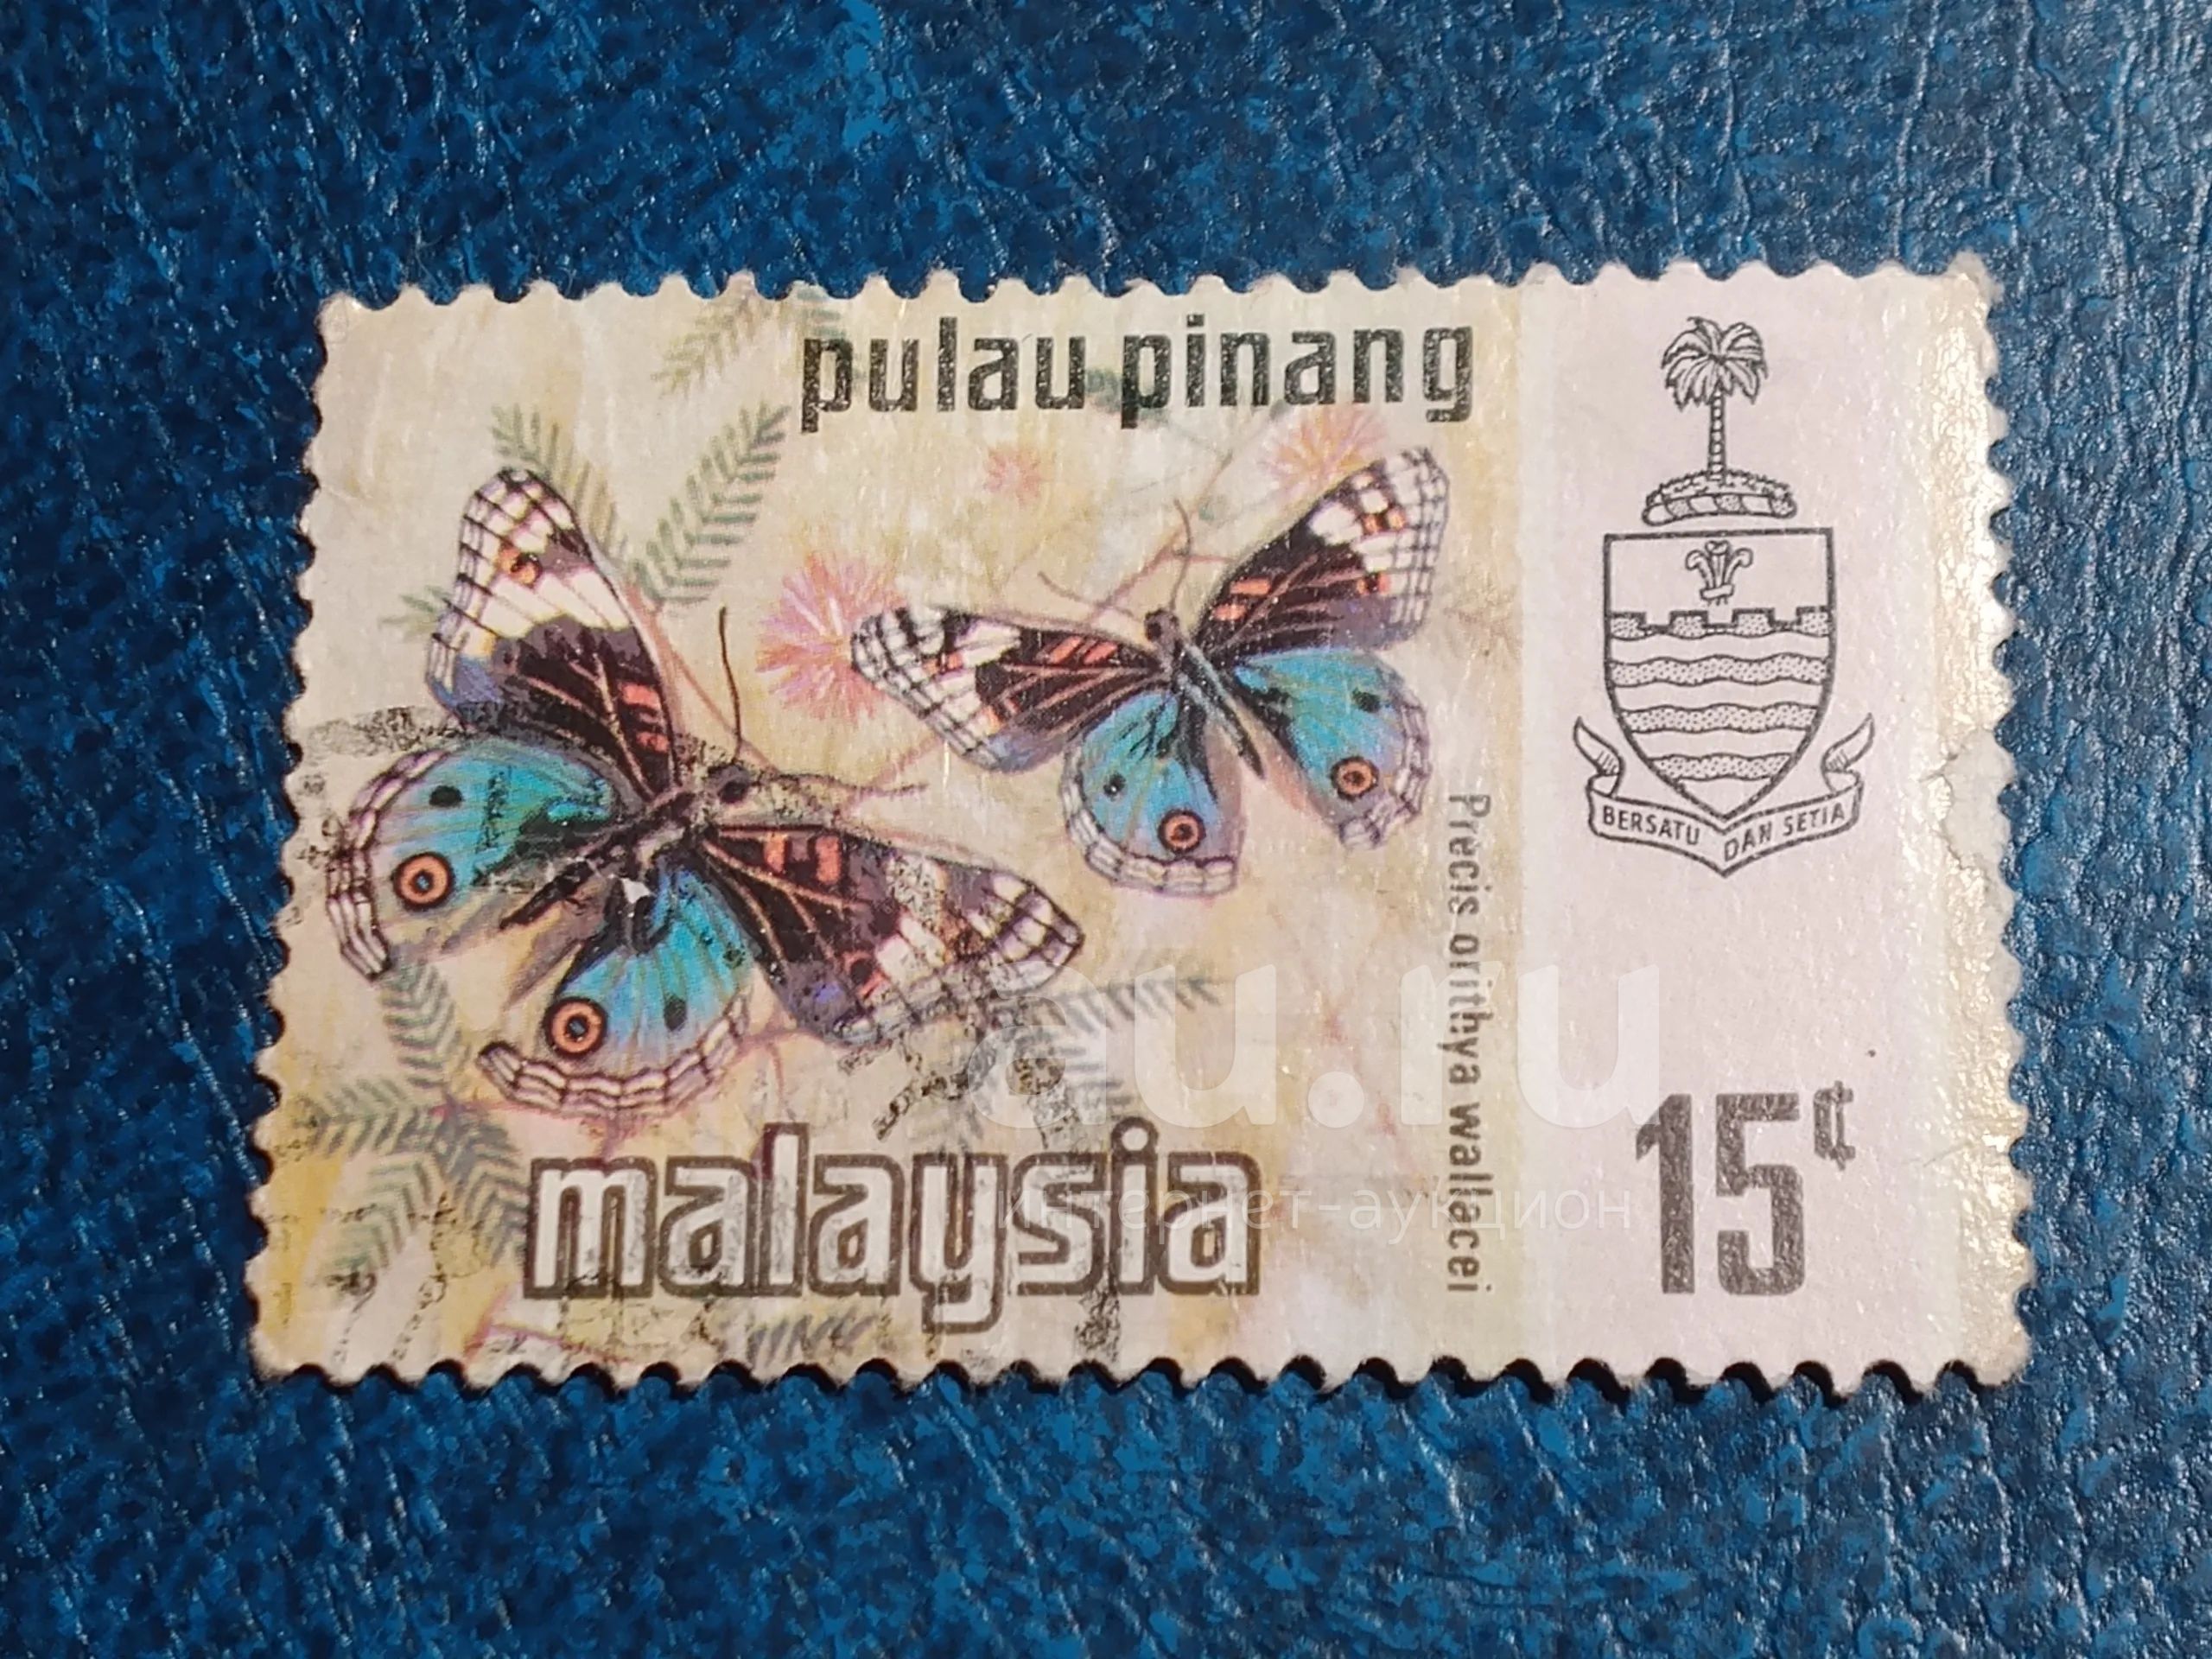 pulau pinang
BERSATU DAN SETIA
Precis orithya wallacei
au.ru
интернет-аукцион
15¢
malaysia